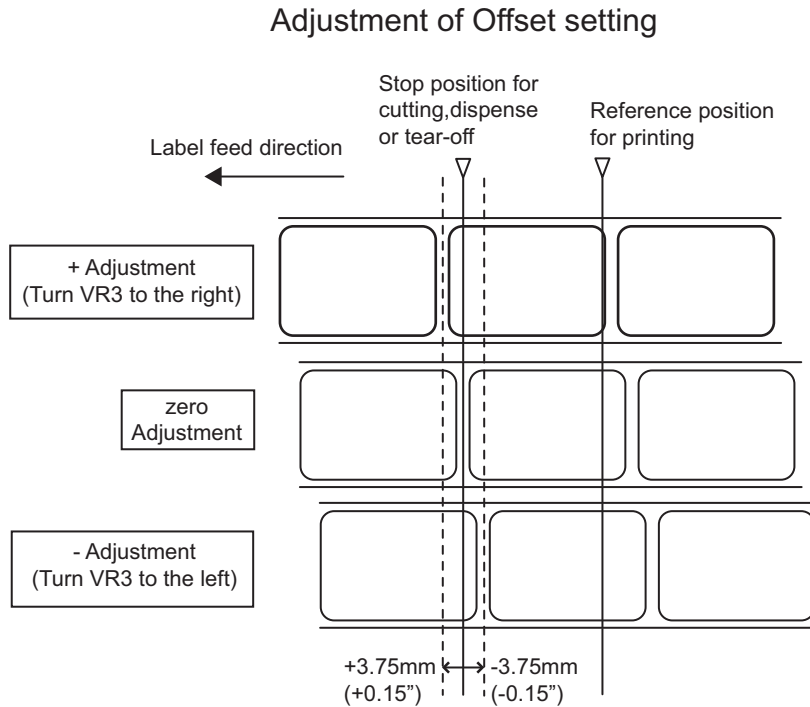 Adjustment of Offset setting
Stop position for
cutting,dispense
or tear-off
Reference position
for printing
Label feed direction
+ Adjustment
(Turn VR3 to the right)
zero
Adjustment
- Adjustment
(Turn VR3 to the left)
+3.75mm
(+0.15”)
-3.75mm
(-0.15”)